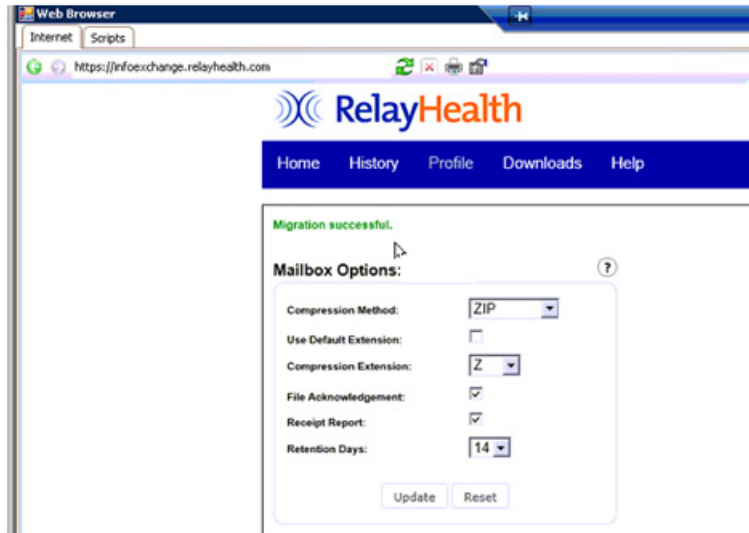 Web Browser
Internet Scripts
https://infoexchange.relayhealth.com
RelayHealth
Home History Profile Downloads Help
Migration successful.
Mailbox Options: ?
Compression Method: ZIP
Use Default Extension:
Compression Extension: Z
File Acknowledgement:
Receipt Report:
Retention Days: 14
Update Reset